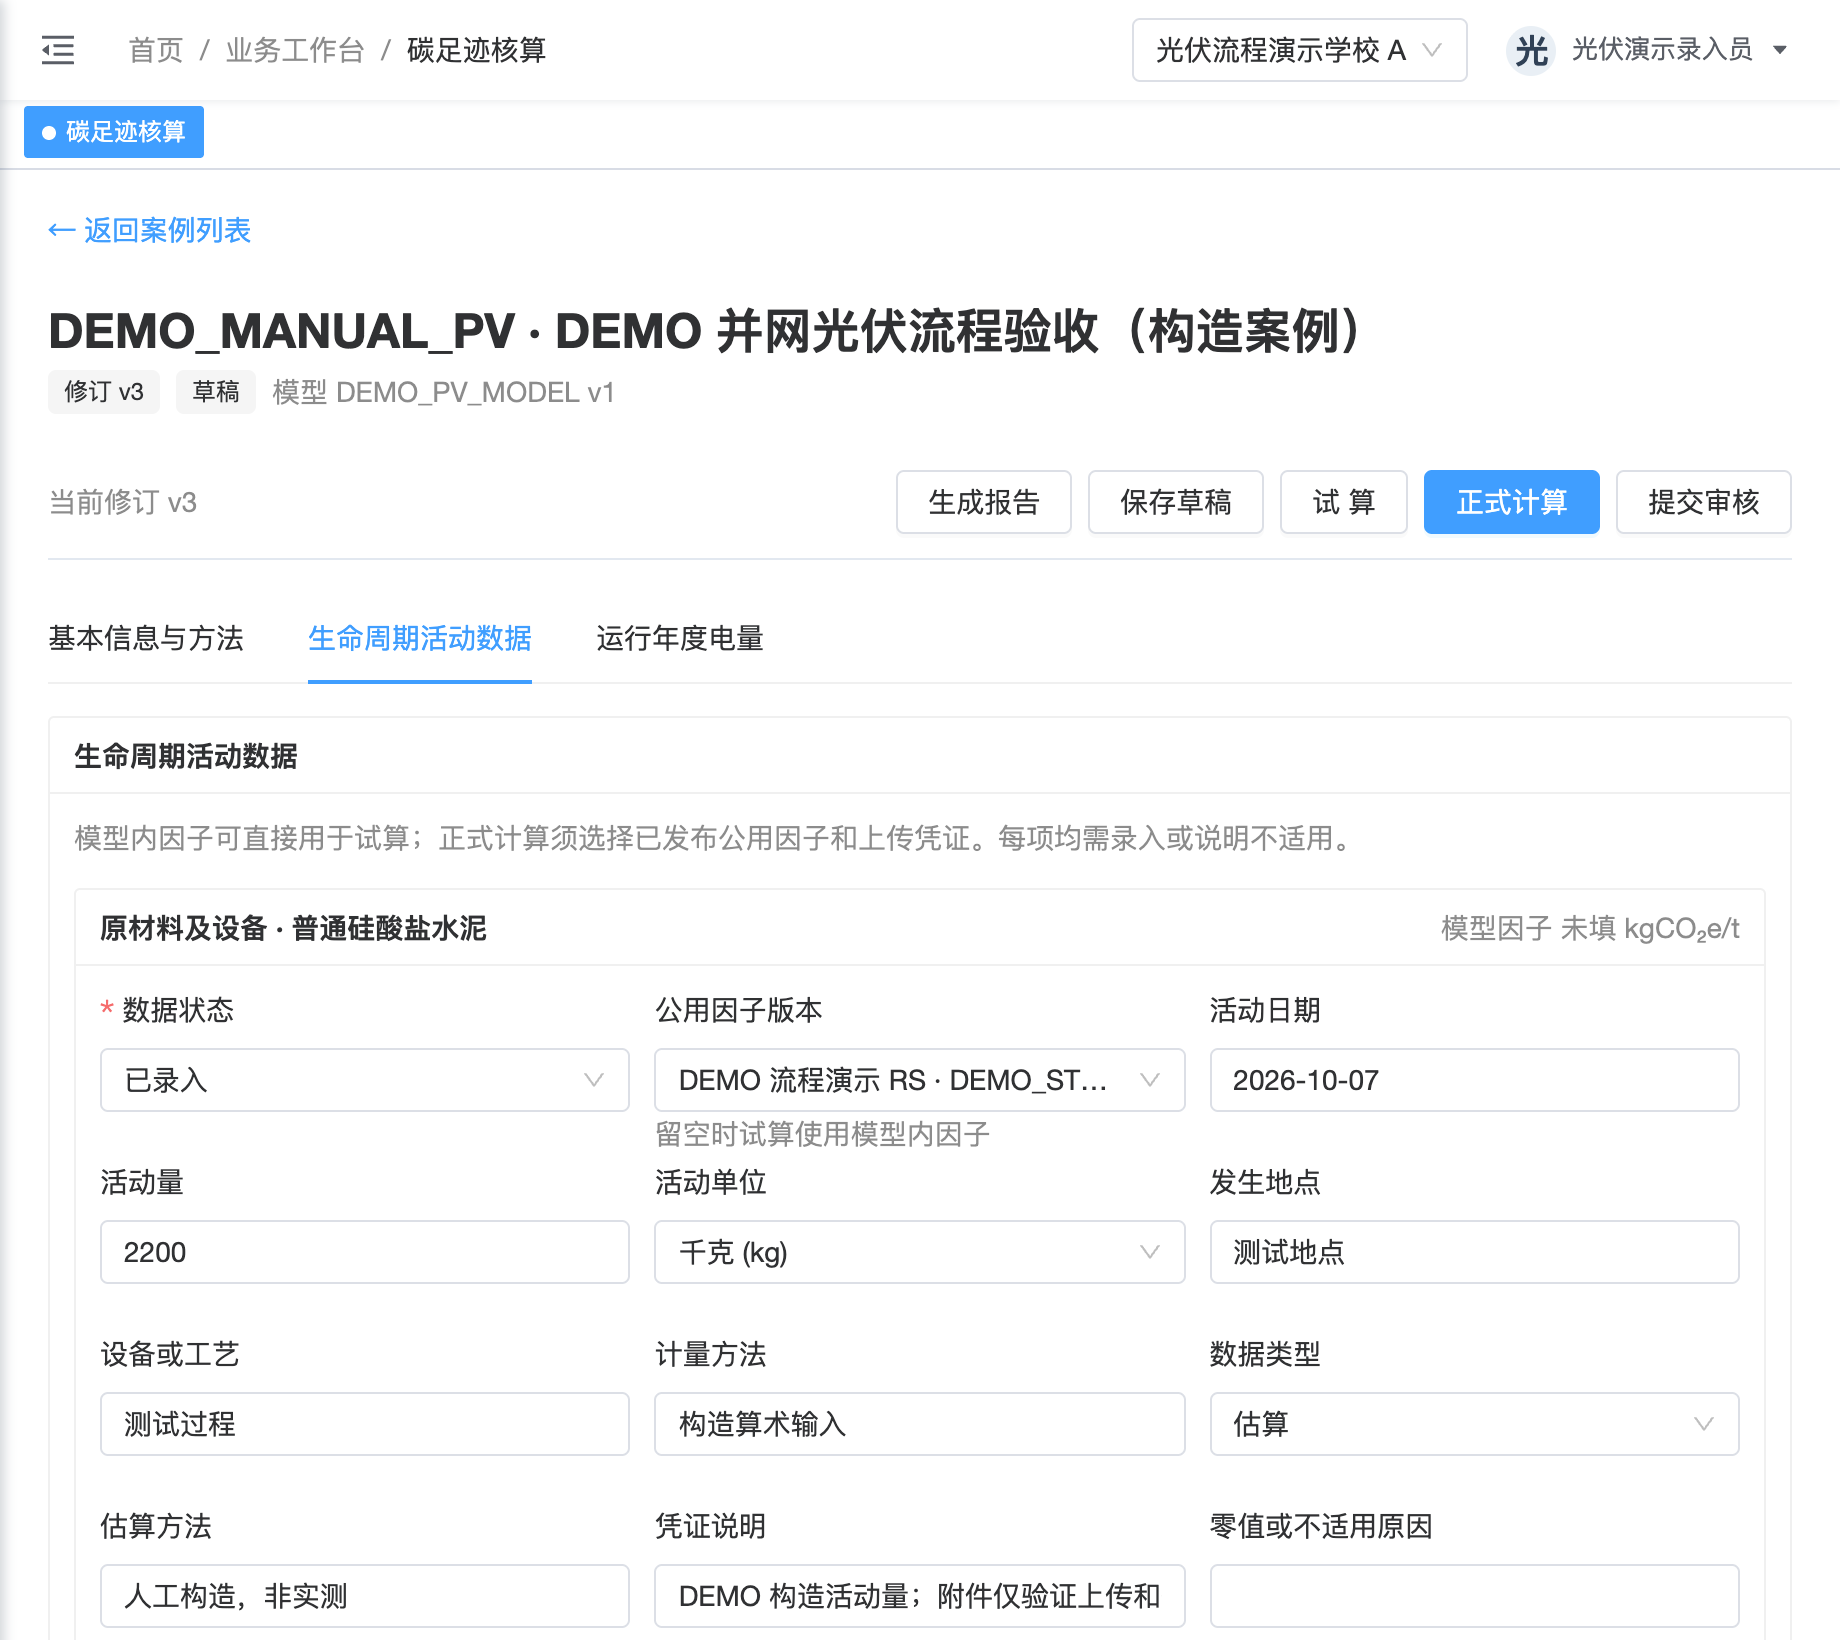 首页 / 业务工作台 / 碳足迹核算
光伏流程演示学校 A
光 光伏演示录入员
碳足迹核算
← 返回案例列表
DEMO_MANUAL_PV · DEMO 并网光伏流程验收（构造案例）
修订 v3 草稿 模型 DEMO_PV_MODEL v1
当前修订 v3
生成报告 保存草稿 试 算 正式计算 提交审核
基本信息与方法 生命周期活动数据 运行年度电量
生命周期活动数据
模型内因子可直接用于试算；正式计算须选择已发布公用因子和上传凭证。每项均需录入或说明不适用。
原材料及设备 · 普通硅酸盐水泥 模型因子 未填 kgCO₂e/t
* 数据状态 公用因子版本 活动日期
已录入 DEMO 流程演示 RS · DEMO_ST... 2026-10-07
留空时试算使用模型内因子
活动量 活动单位 发生地点
2200 千克 (kg) 测试地点
设备或工艺 计量方法 数据类型
测试过程 构造算术输入 估算
估算方法 凭证说明 零值或不适用原因
人工构造，非实测 DEMO 构造活动量；附件仅验证上传和